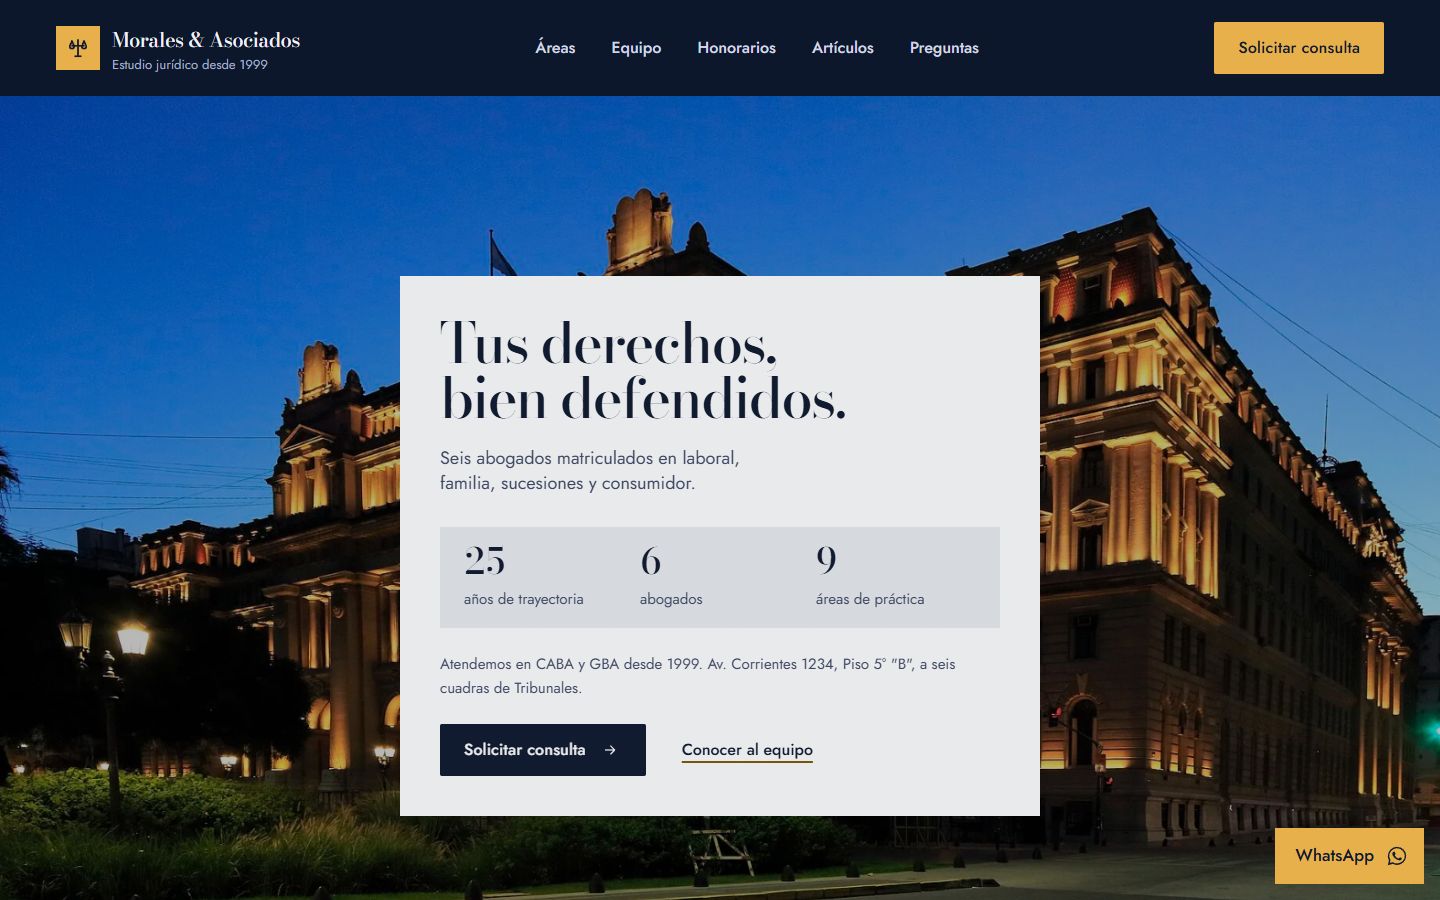 Morales & Asociados
Estudio jurídico desde 1999
Áreas
Equipo
Honorarios
Artículos
Preguntas
Solicitar consulta
Tus derechos,
bien defendidos.
Seis abogados matriculados en laboral,
familia, sucesiones y consumidor.
25
años de trayectoria
6
abogados
9
áreas de práctica
Atendemos en CABA y GBA desde 1999. Av. Corrientes 1234, Piso 5° "B", a seis
cuadras de Tribunales.
Solicitar consulta →
Conocer al equipo
WhatsApp